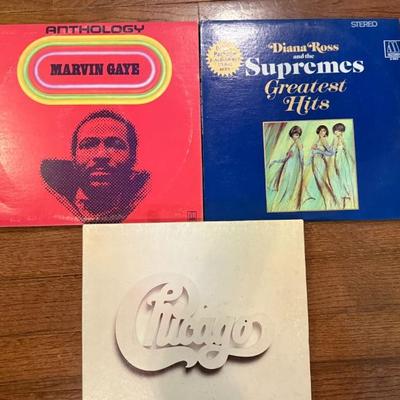 ANTHOLOGY
MARVIN GAYE
STEREO
Diana Ross
and the
Supremes
Greatest
Hits
Chicago